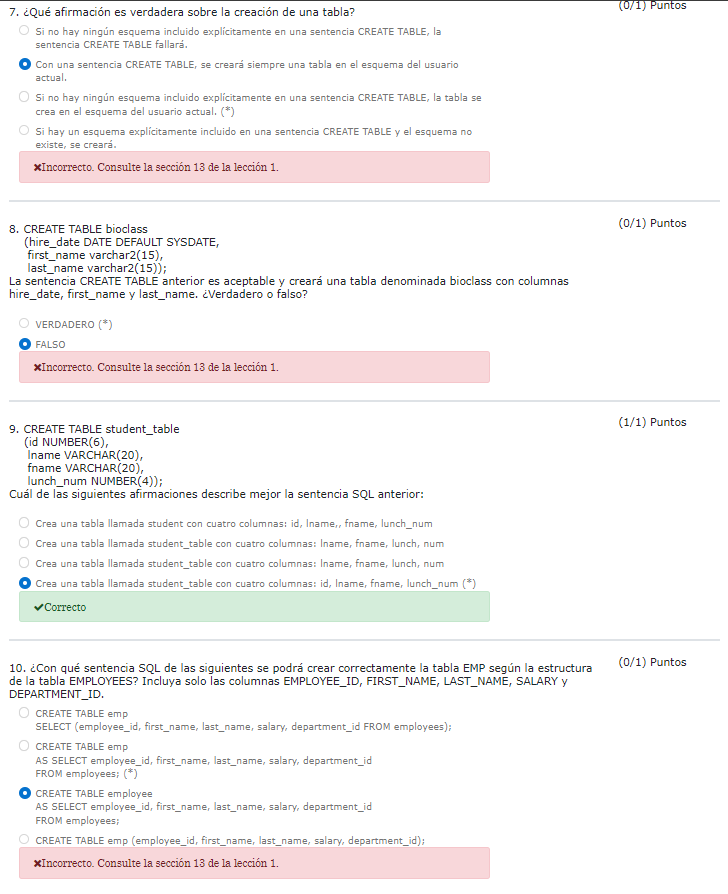 7. ¿Qué afirmación es verdadera sobre la creación de una tabla?
(0/1) Puntos
Si no hay ningún esquema incluido explícitamente en una sentencia CREATE TABLE, la
sentencia CREATE TABLE fallará.
Con una sentencia CREATE TABLE, se creará siempre una tabla en el esquema del usuario
actual.
Si no hay ningún esquema incluido explícitamente en una sentencia CREATE TABLE, la tabla se
crea en el esquema del usuario actual. (*)
Si hay un esquema explícitamente incluido en una sentencia CREATE TABLE y el esquema no
existe, se creará.
✖Incorrecto. Consulte la sección 13 de la lección 1.
(0/1) Puntos
8. CREATE TABLE bioclass
(hire_date DATE DEFAULT SYSDATE,
first_name varchar2(15),
last_name varchar2(15));
La sentencia CREATE TABLE anterior es aceptable y creará una tabla denominada bioclass con columnas
hire_date, first_name y last_name. ¿Verdadero o falso?
VERDADERO (*)
FALSO
✖Incorrecto. Consulte la sección 13 de la lección 1.
(1/1) Puntos
9. CREATE TABLE student_table
(id NUMBER(6),
lname VARCHAR(20),
fname VARCHAR(20),
lunch_num NUMBER(4));
Cuál de las siguientes afirmaciones describe mejor la sentencia SQL anterior:
Crea una tabla llamada student con cuatro columnas: id, lname,, fname, lunch_num
Crea una tabla llamada student_table con cuatro columnas: lname, fname, lunch, num
Crea una tabla llamada student_table con cuatro columnas: lname, fname, lunch, num
Crea una tabla llamada student_table con cuatro columnas: id, lname, fname, lunch_num (*)
✔Correcto
(0/1) Puntos
10. ¿Con qué sentencia SQL de las siguientes se podrá crear correctamente la tabla EMP según la estructura
de la tabla EMPLOYEES? Incluya solo las columnas EMPLOYEE_ID, FIRST_NAME, LAST_NAME, SALARY y
DEPARTMENT_ID.
CREATE TABLE emp
SELECT (employee_id, first_name, last_name, salary, department_id FROM employees);
CREATE TABLE emp
AS SELECT employee_id, first_name, last_name, salary, department_id
FROM employees; (*)
CREATE TABLE employee
AS SELECT employee_id, first_name, last_name, salary, department_id
FROM employees;
CREATE TABLE emp (employee_id, first_name, last_name, salary, department_id);
✖Incorrecto. Consulte la sección 13 de la lección 1.